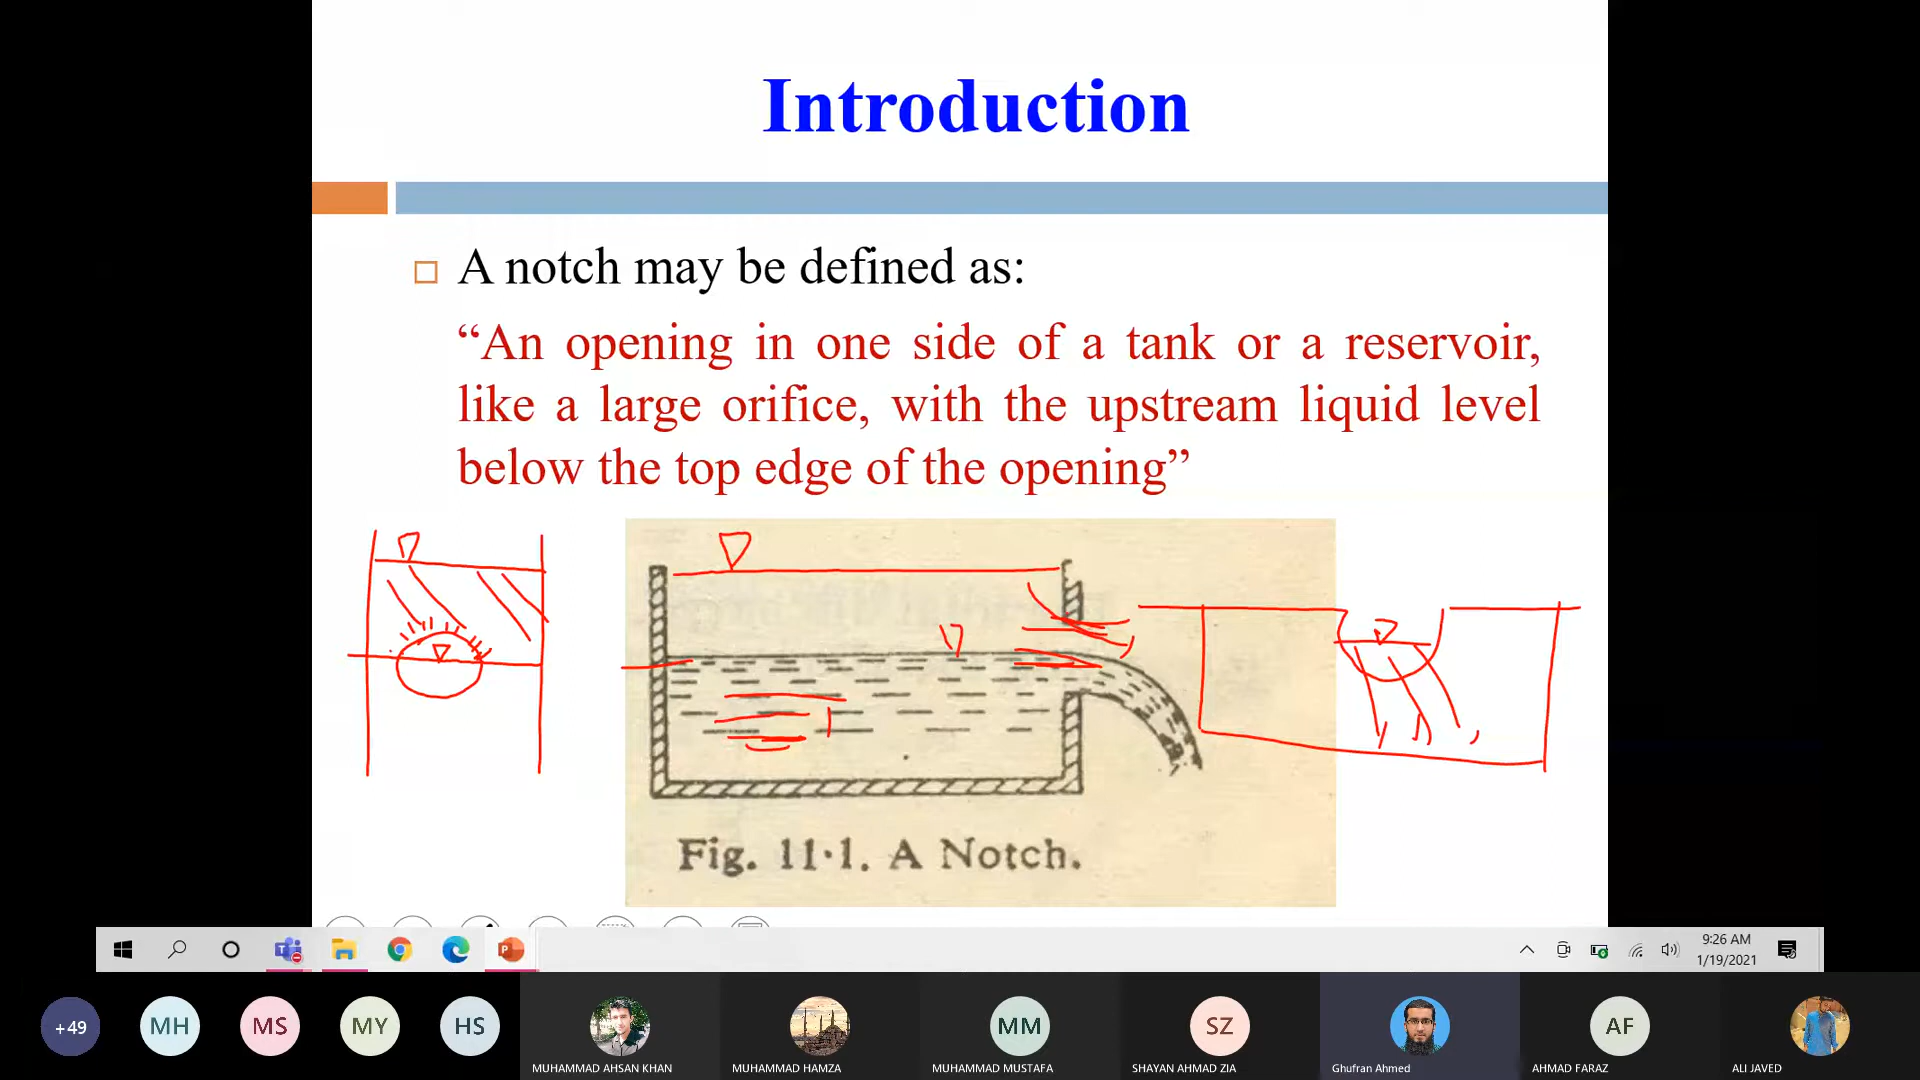 Introduction
A notch may be defined as:
“An opening in one side of a tank or a reservoir,
like a large orifice, with the upstream liquid level
below the top edge of the opening”
Fig. 11·1. A Notch.
9:26 AM
1/19/2021
+49
MH
MS
MY
HS
MM
SZ
AF
MUHAMMAD AHSAN KHAN
MUHAMMAD HAMZA
MUHAMMAD MUSTAFA
SHAYAN AHMAD ZIA
Ghufran Ahmed
AHMAD FARAZ
ALI JAVED